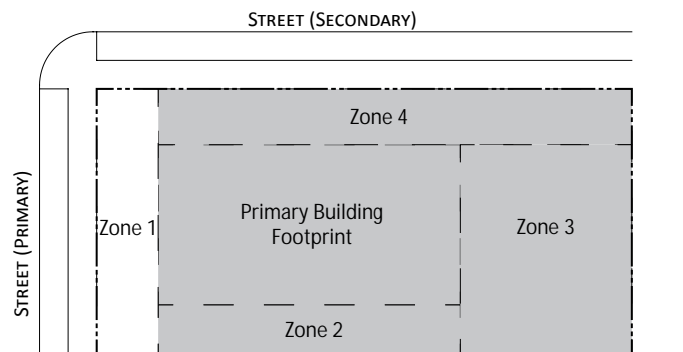 STREET (SECONDARY)
Zone 4
STREET (PRIMARY)
Zone 1
Primary Building
Footprint
Zone 3
Zone 2